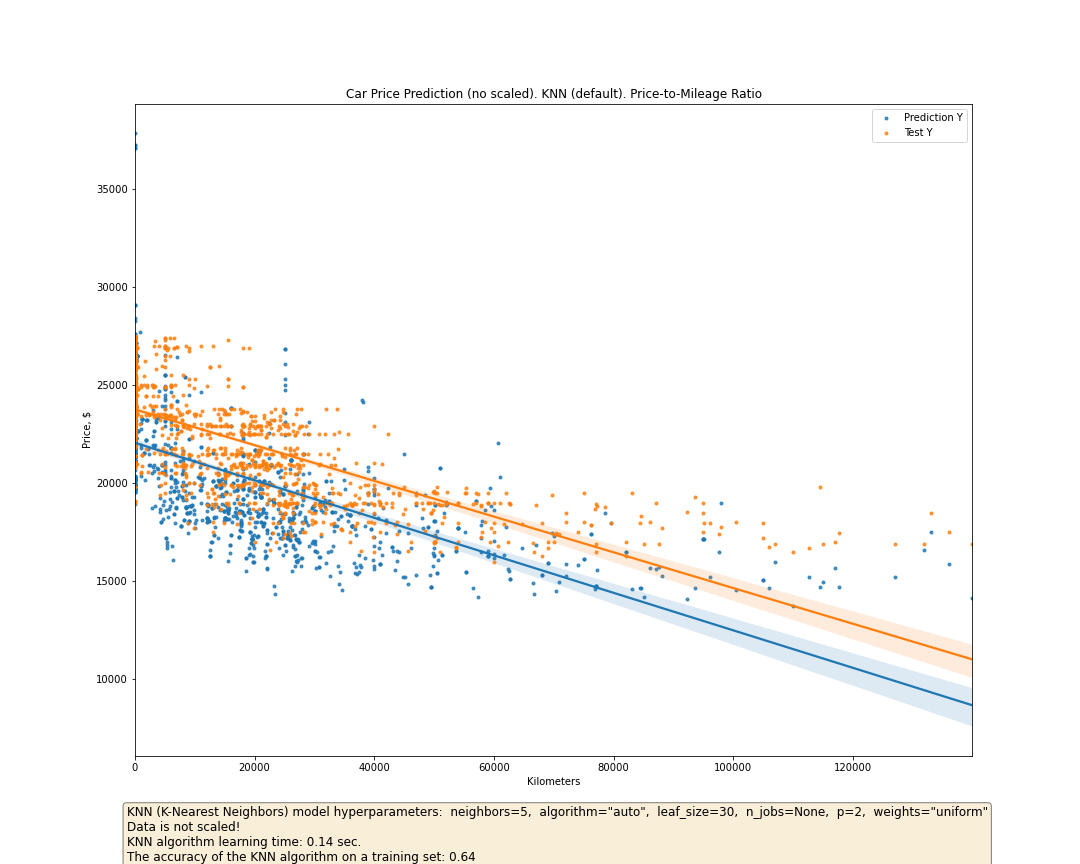 Car Price Prediction (no scaled). KNN (default). Price-to-Mileage Ratio
Prediction Y
Test Y
35000
30000
25000
20000
15000
10000
Price, $
0 20000 40000 60000 80000 100000 120000
Kilometers
KNN (K-Nearest Neighbors) model hyperparameters: neighbors=5, algorithm="auto", leaf_size=30, n_jobs=None, p=2, weights="uniform"
Data is not scaled!
KNN algorithm learning time: 0.14 sec.
The accuracy of the KNN algorithm on a training set: 0.64